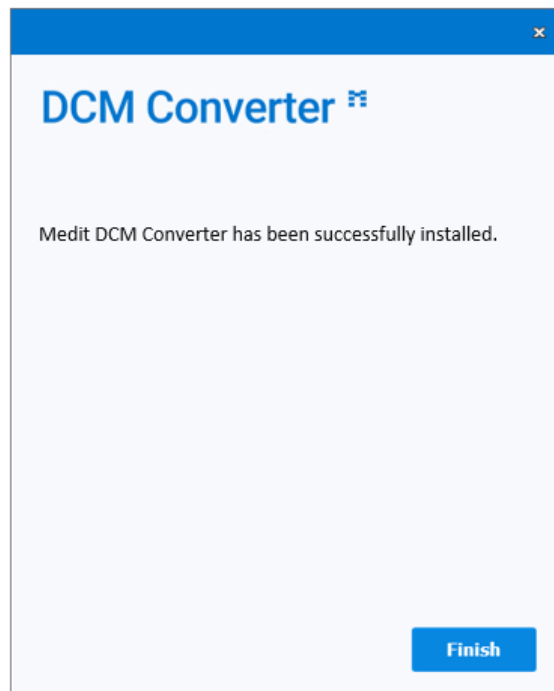 DCM Converter
Medit DCM Converter has been successfully installed.
Finish